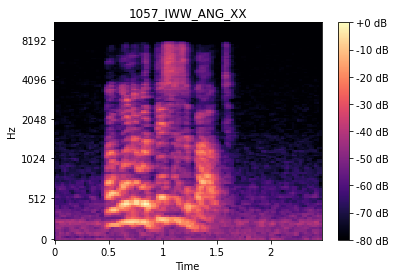 1057_IWW_ANG_XX
+0 dB
8192
-10 dB
4096
-20 dB
-30 dB
2048
Hz
-40 dB
1024
-50 dB
512
-60 dB
-70 dB
0
-80 dB
0
0.5
1
1.5
2
Time